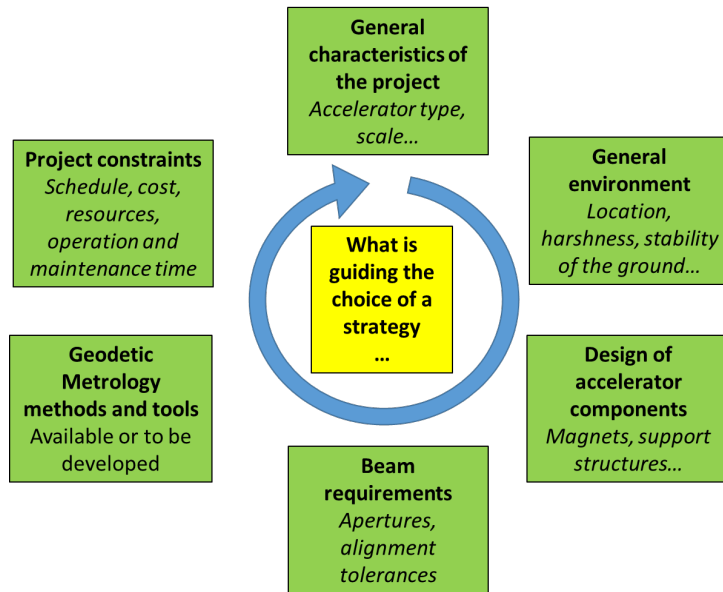 General
characteristics of
the project
Accelerator type,
scale…
Project constraints
Schedule, cost,
resources,
operation and
maintenance time
General
environment
Location,
harshness, stability
of the ground…
What is
guiding the
choice of a
strategy
…
Geodetic
Metrology
methods and tools
Available or to be
developed
Design of
accelerator
components
Magnets, support
structures…
Beam
requirements
Apertures,
alignment
tolerances